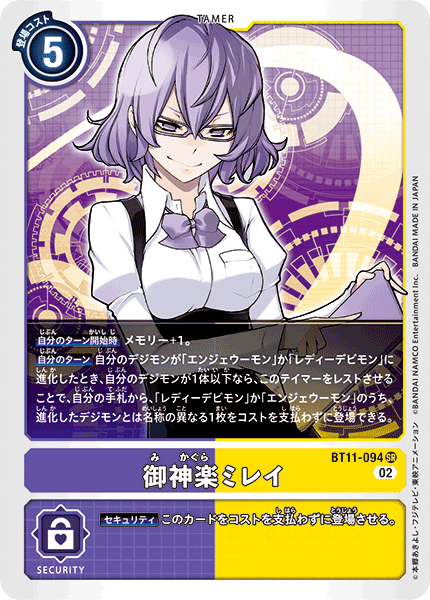 TAMER
登場コスト
5
自分のターン開始時 メモリー+1。
自分のターン 自分のデジモンが「エンジェウーモン」か「レディーデビモン」に
進化したとき、自分のデジモンが1体以下なら、このテイマーをレストさせる
ことで、自分の手札から、「レディーデビモン」か「エンジェウーモン」のうち、
進化したデジモンとは名称の異なる1枚をコストを支払わずに登場できる。
BT11-094 SR
み かぐら
御神楽ミレイ
02
セキュリティ このカードをコストを支払わずに登場させる。
SECURITY
©BANDAI NAMCO Entertainment Inc. BANDAI MADE IN JAPAN
©本郷あきよし・フジテレビ・東映アニメーション